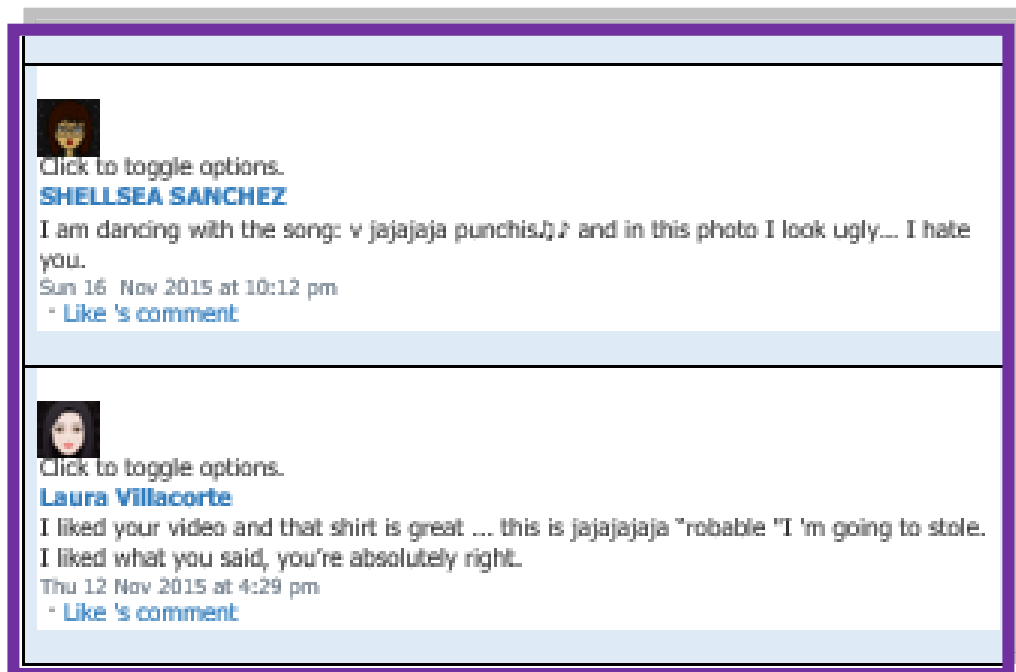 Click to toggle options.
SHELLSEA SANCHEZ
I am dancing with the song: v jajajaja punchis♫♪ and in this photo I look ugly... I hate
you.
Sun 16 Nov 2015 at 10:12 pm
· Like 's comment
Click to toggle options.
Laura Villacorte
I liked your video and that shirt is great ... this is jajajajaja "robable "I 'm going to stole.
I liked what you said, you're absolutely right.
Thu 12 Nov 2015 at 4:29 pm
· Like 's comment